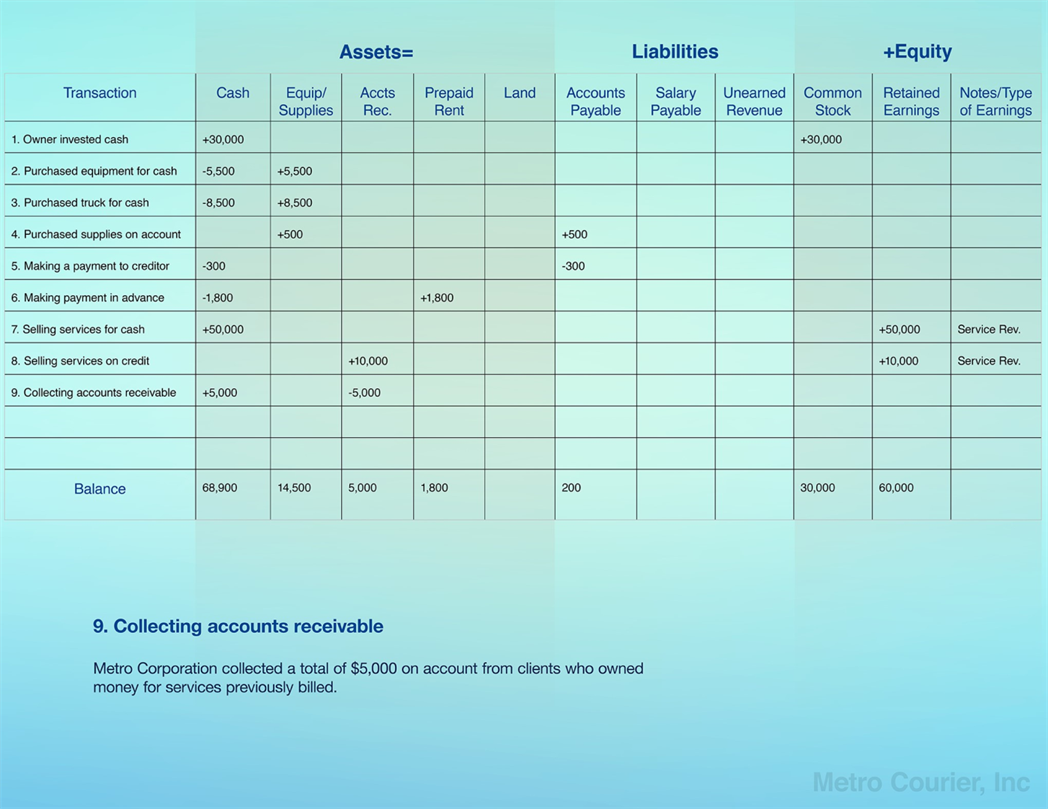 Assets= Liabilities +Equity
Transaction Cash Equip/ Accts Prepaid Land Accounts Salary Unearned Common Retained Notes/Type
Supplies Rec. Rent Payable Payable Revenue Stock Earnings of Earnings
1. Owner invested cash +30,000 +30,000
2. Purchased equipment for cash -5,500 +5,500
3. Purchased truck for cash -8,500 +8,500
4. Purchased supplies on account +500 +500
5. Making a payment to creditor -300 -300
6. Making payment in advance -1,800 +1,800
7. Selling services for cash +50,000 +50,000 Service Rev.
8. Selling services on credit +10,000 +10,000 Service Rev.
9. Collecting accounts receivable +5,000 -5,000
Balance 68,900 14,500 5,000 1,800 200 30,000 60,000
9. Collecting accounts receivable
Metro Corporation collected a total of $5,000 on account from clients who owned
money for services previously billed.
Metro Courier, Inc